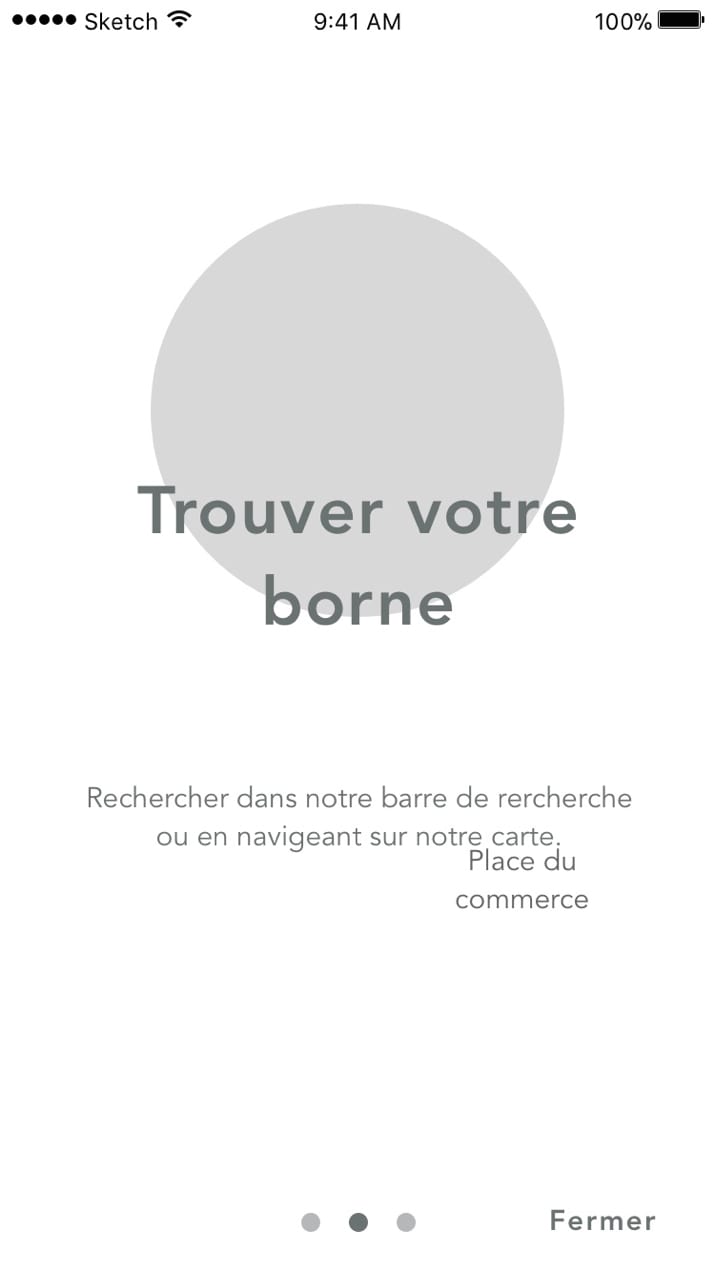 Sketch 9:41 AM 100%
Trouver votre
borne
Rechercher dans notre barre de rercherche
ou en navigeant sur notre carte.
Place du
commerce
Fermer